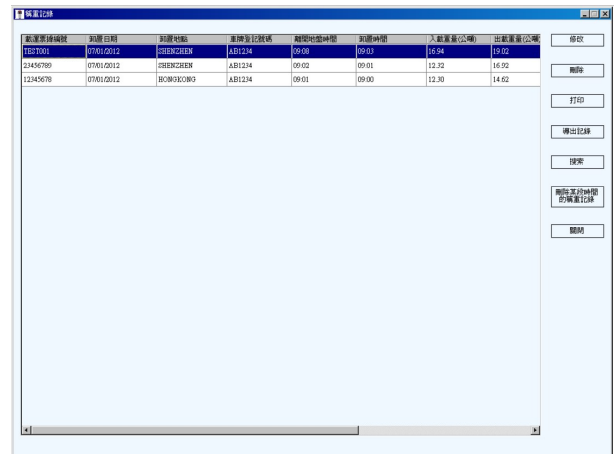 稱重記錄
載運票據編號 卸置日期 卸置地點 車牌登記號碼 離開地盤時間 卸置時間 入載重量(公噸) 出載重量(公噸)
TEST001 07/01/2012 SHENZHEN AB1234 09:08 09:03 16.94 19.02
23456789 07/01/2012 SHENZHEN AB1234 09:02 09:01 12.32 16.92
12345678 07/01/2012 HONGKONG AB1234 09:01 09:00 12.30 14.62
修改
刪除
打印
導出記錄
搜索
刪除某段時間
的稱重記錄
關閉